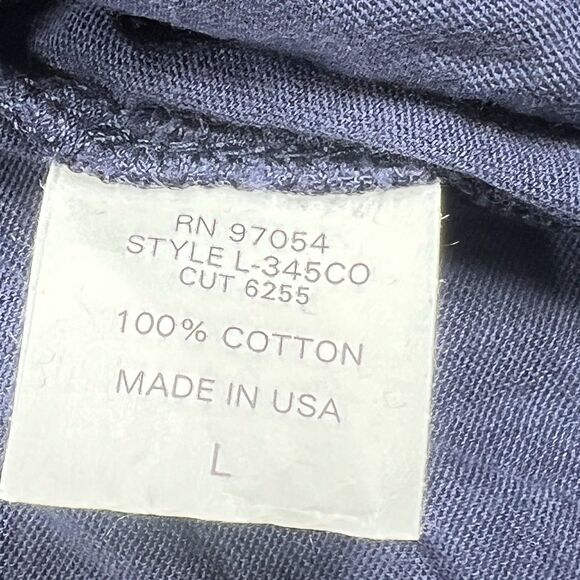 RN 97054
STYLE L-345CO
CUT 6255
100% COTTON
MADE IN USA
L